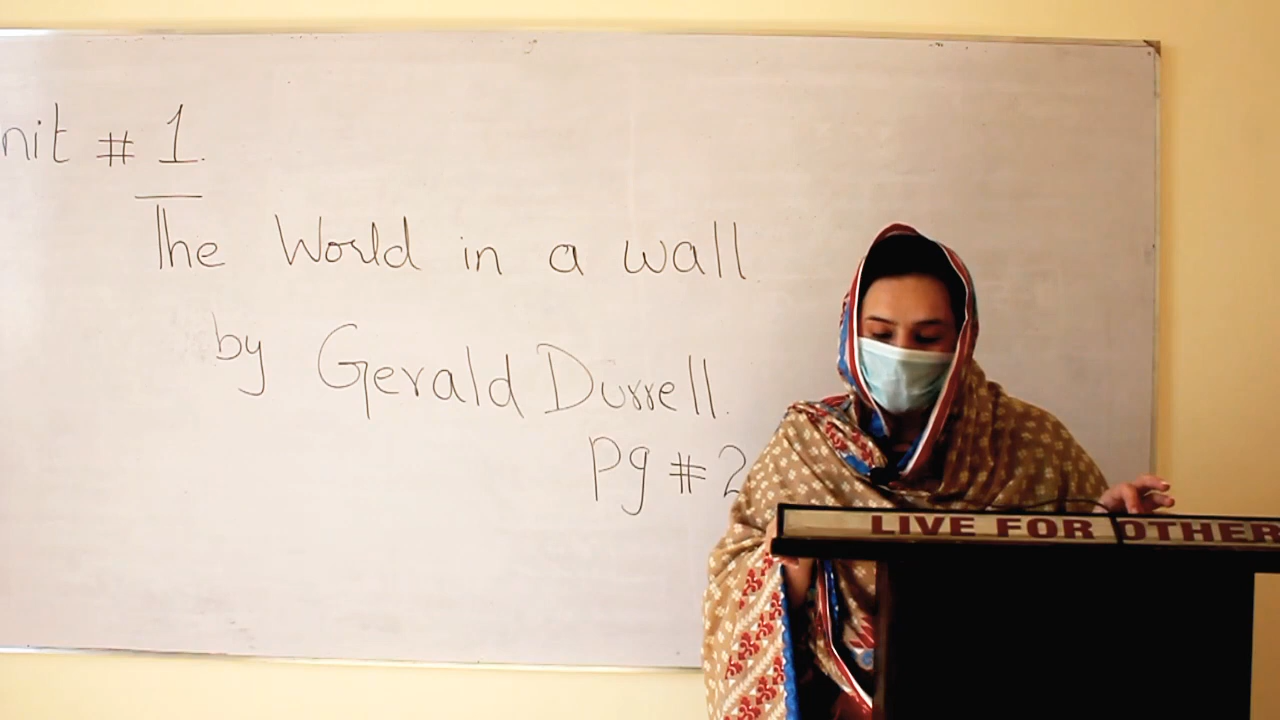 nit # 1
The World in a wall
by Gerald Durrell.
Pg # 2
LIVE FOR OTHER